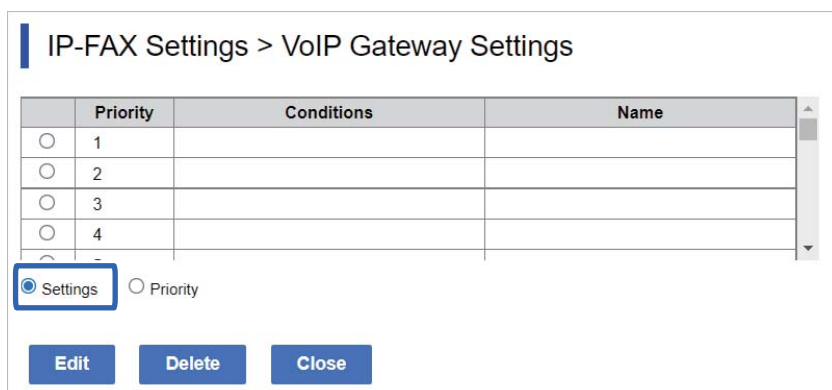 IP-FAX Settings > VoIP Gateway Settings
Priority Conditions Name
1
2
3
4
Settings Priority
Edit Delete Close